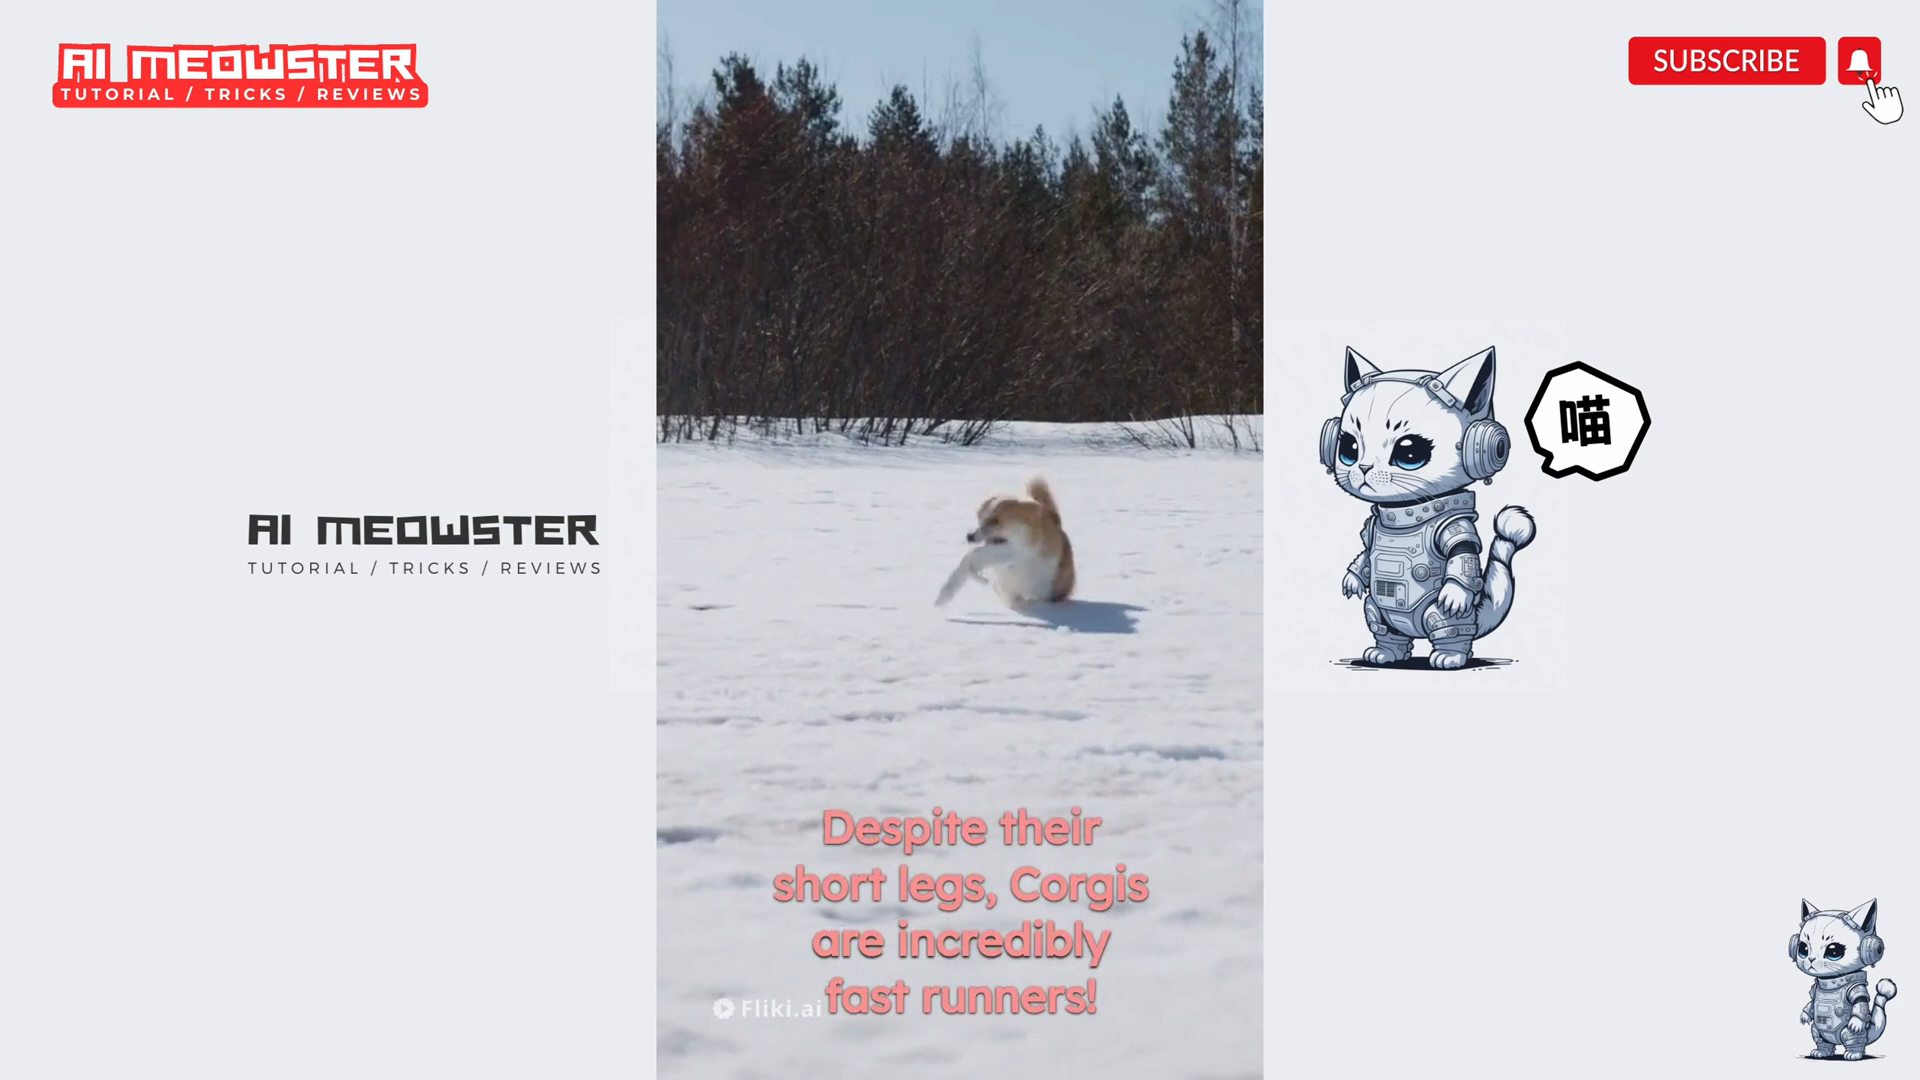 AI MEOWSTER
TUTORIAL / TRICKS / REVIEWS
SUBSCRIBE
喵
AI MEOWSTER
TUTORIAL / TRICKS / REVIEWS
Despite their
short legs, Corgis
are incredibly
fast runners!
Fliki.ai